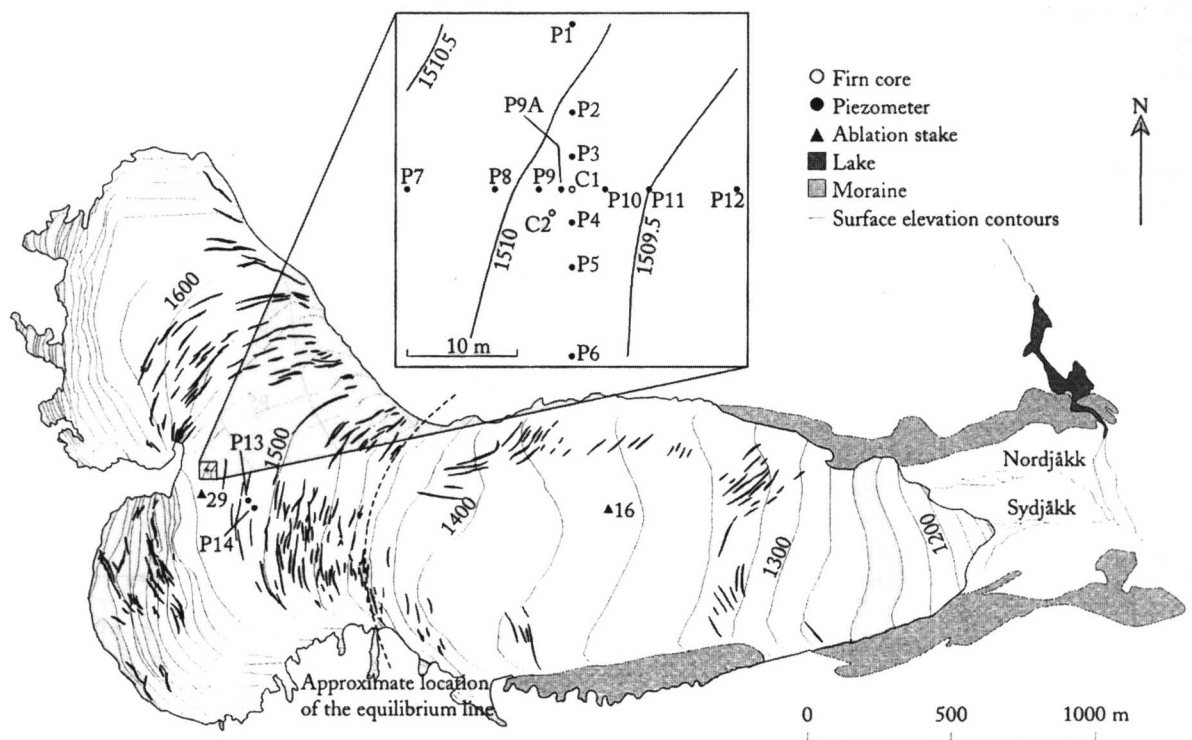 P1
1510.5
P9A
P2
P3
P7
P8
P9
C1
P10
P11
P12
C2
P4
1510
1509.5
P5
10 m
P6
Firn core
Piezometer
Ablation stake
Lake
Moraine
Surface elevation contours
N
1600
P13
1500
29
P14
1400
16
1300
1200
Nordjåkk
Sydjåkk
Approximate location
of the equilibrium line
0 500 1000 m